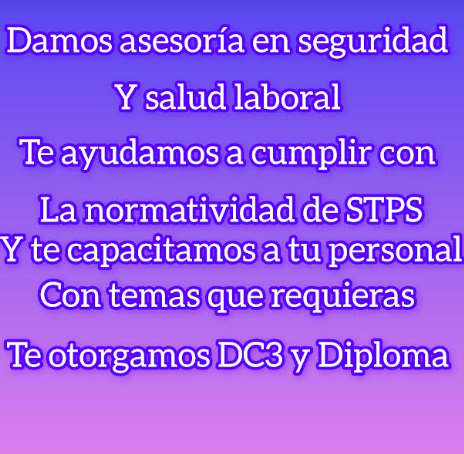 Damos asesoría en seguridad
Y salud laboral
Te ayudamos a cumplir con
La normatividad de STPS
Y te capacitamos a tu personal
Con temas que requieras
Te otorgamos DC3 y Diploma